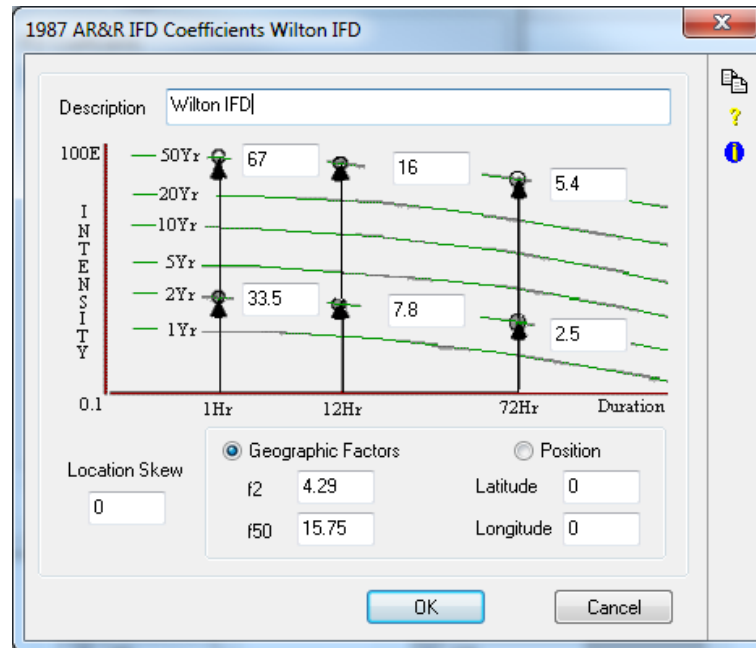 1987 AR&R IFD Coefficients Wilton IFD
Description Wilton IFD
100E
50Yr 67 16 5.4
20Yr
10Yr
5Yr
2Yr 33.5 7.8 2.5
1Yr
INTENSITY
0.1
1Hr 12Hr 72Hr Duration
Location Skew
0
Geographic Factors Position
f2 4.29 Latitude 0
f50 15.75 Longitude 0
OK Cancel